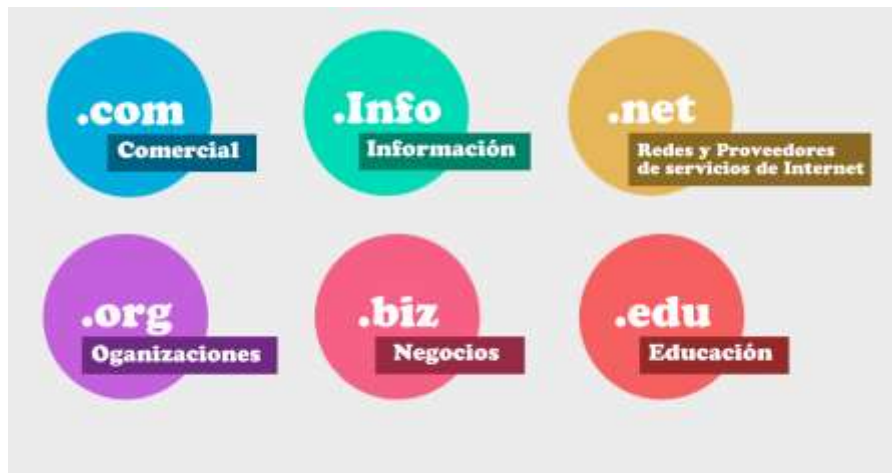 .com
Comercial
.Info
Información
.net
Redes y Proveedores
de servicios de Internet
.org
Oganizaciones
.biz
Negocios
.edu
Educación